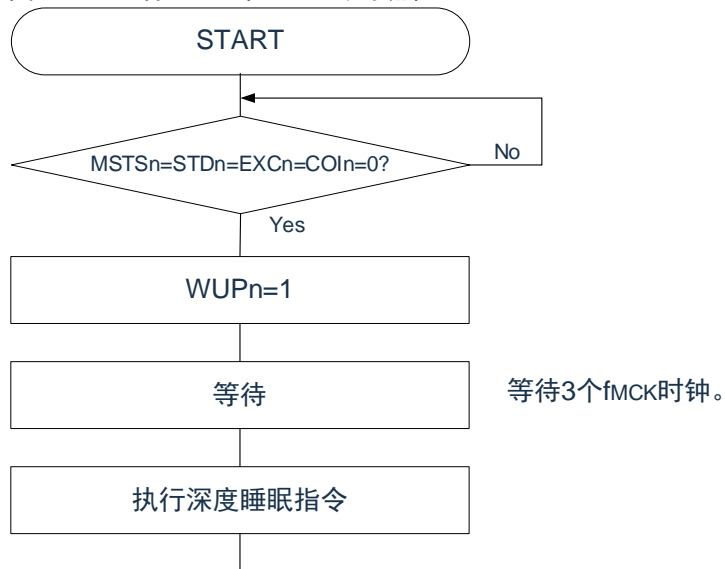 START
MSTSn=STDn=EXCn=COIn=0?
No
Yes
WUPn=1
等待
等待3个fMCK时钟。
执行深度睡眠指令